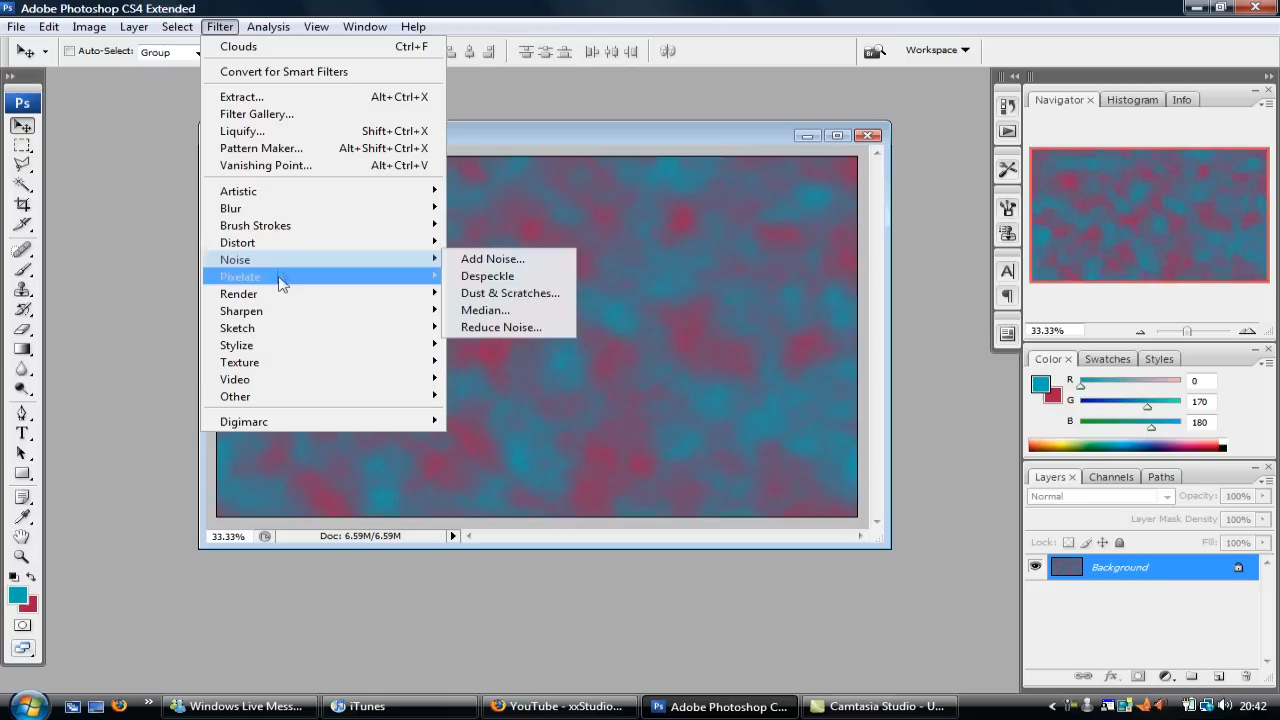 Adobe Photoshop CS4 Extended
File Edit Image Layer Select Filter Analysis View Window Help
Auto-Select: Group
Workspace
Clouds Ctrl+F
Convert for Smart Filters
Extract... Alt+Ctrl+X
Filter Gallery...
Liquify... Shift+Ctrl+X
Pattern Maker... Alt+Shift+Ctrl+X
Vanishing Point... Alt+Ctrl+V
Artistic
Blur
Brush Strokes
Distort
Noise
Pixelate
Render
Sharpen
Sketch
Stylize
Texture
Video
Other
Digimarc
Add Noise...
Despeckle
Dust & Scratches...
Median...
Reduce Noise...
33.33% Doc: 6.59M/6.59M
Ps
T
Navigator Histogram Info
33.33%
Color Swatches Styles
R 0
G 170
B 180
Layers Channels Paths
Normal Opacity: 100%
Layer Mask Density 100%
Lock: Fill: 100%
Background
Windows Live Mess... iTunes YouTube - xxStudio... Adobe Photoshop C... Camtasia Studio - U... 20:42